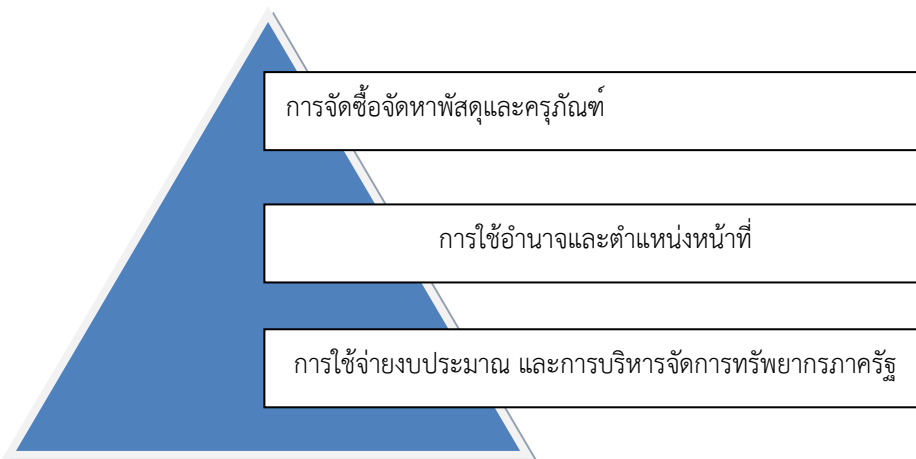 การจัดซื้อจัดหาพัสดุและครุภัณฑ์
การใช้อำนาจและตำแหน่งหน้าที่
การใช้จ่ายงบประมาณ และการบริหารจัดการทรัพยากรภาครัฐ